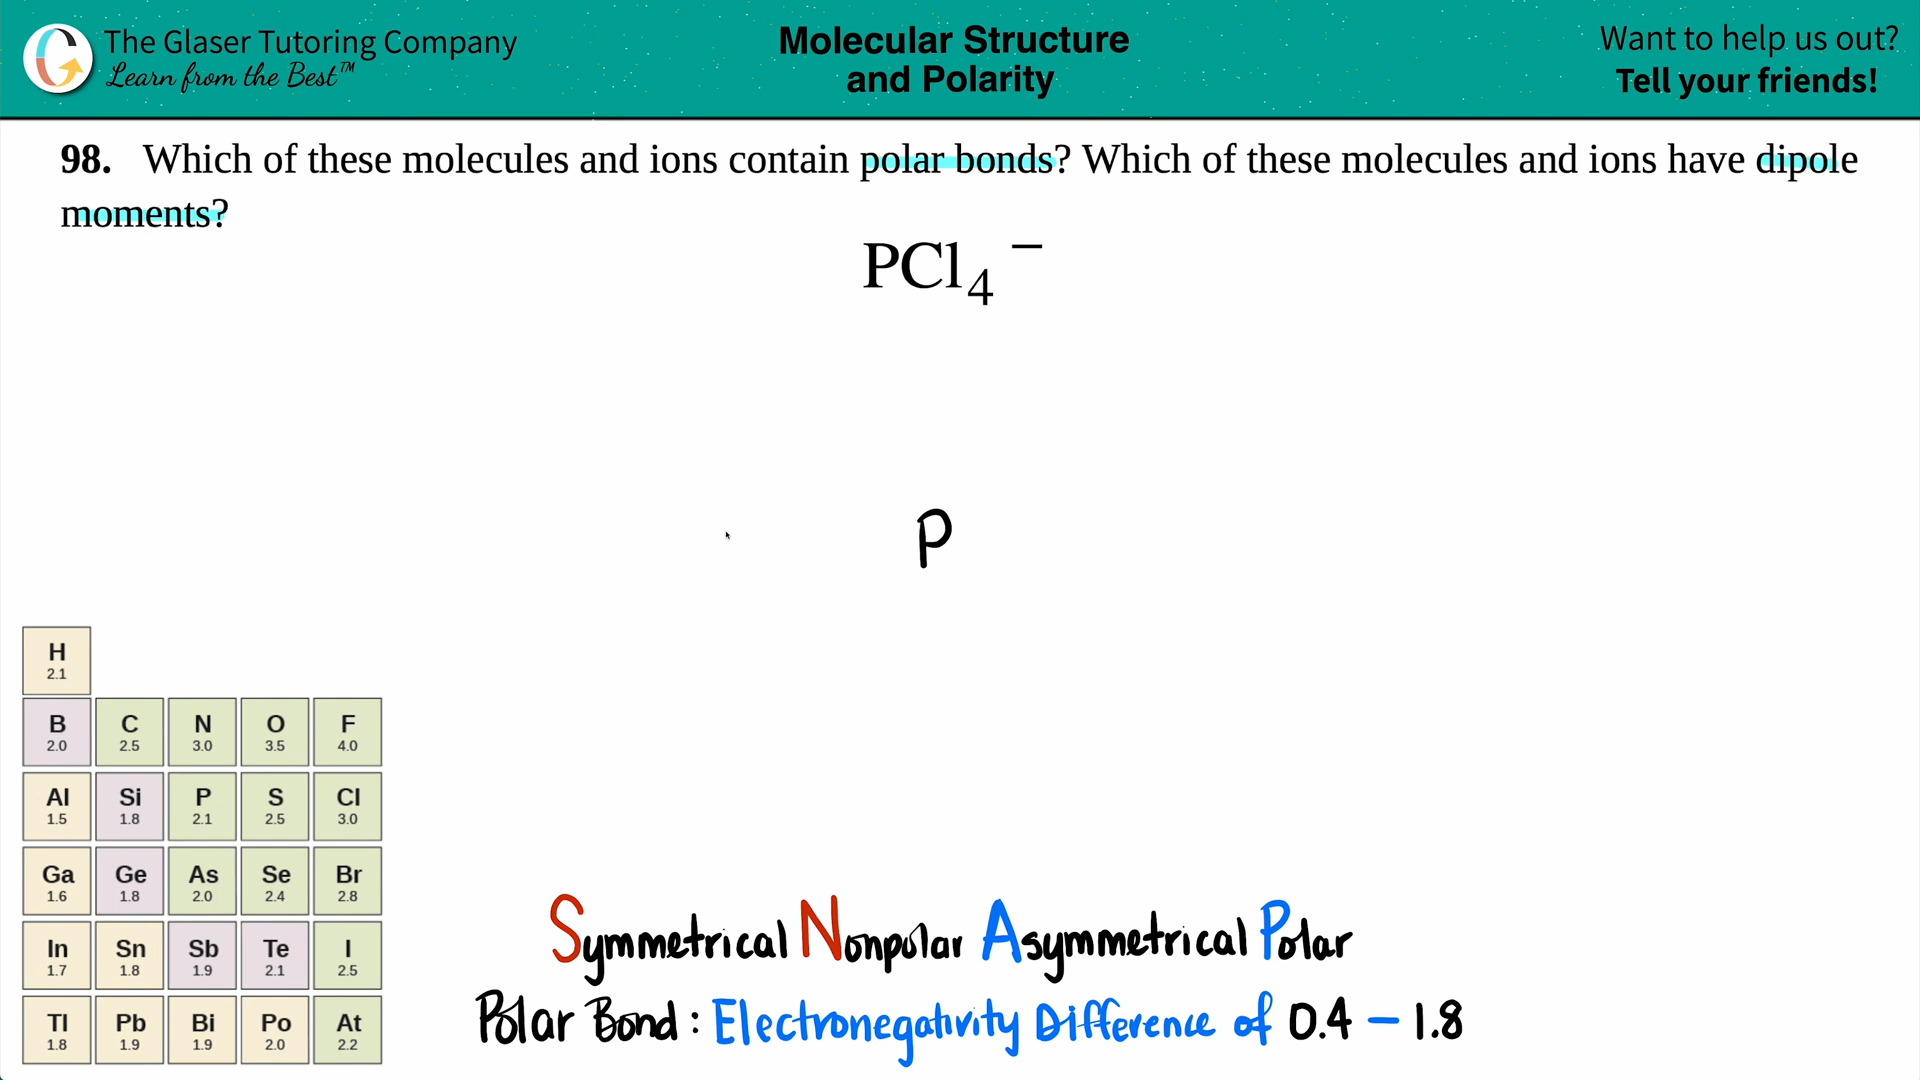 The Glaser Tutoring Company
Learn from the Best™
Molecular Structure
and Polarity
Want to help us out?
Tell your friends!
98. Which of these molecules and ions contain polar bonds? Which of these molecules and ions have dipole
moments?
PCl₄⁻
P
H
2.1
B C N O F
2.0 2.5 3.0 3.5 4.0
Al Si P S Cl
1.5 1.8 2.1 2.5 3.0
Ga Ge As Se Br
1.6 1.8 2.0 2.4 2.8
In Sn Sb Te I
1.7 1.8 1.9 2.1 2.5
Tl Pb Bi Po At
1.8 1.9 1.9 2.0 2.2
Symmetrical Nonpolar Asymmetrical Polar
Polar Bond: Electronegativity Difference of 0.4 – 1.8